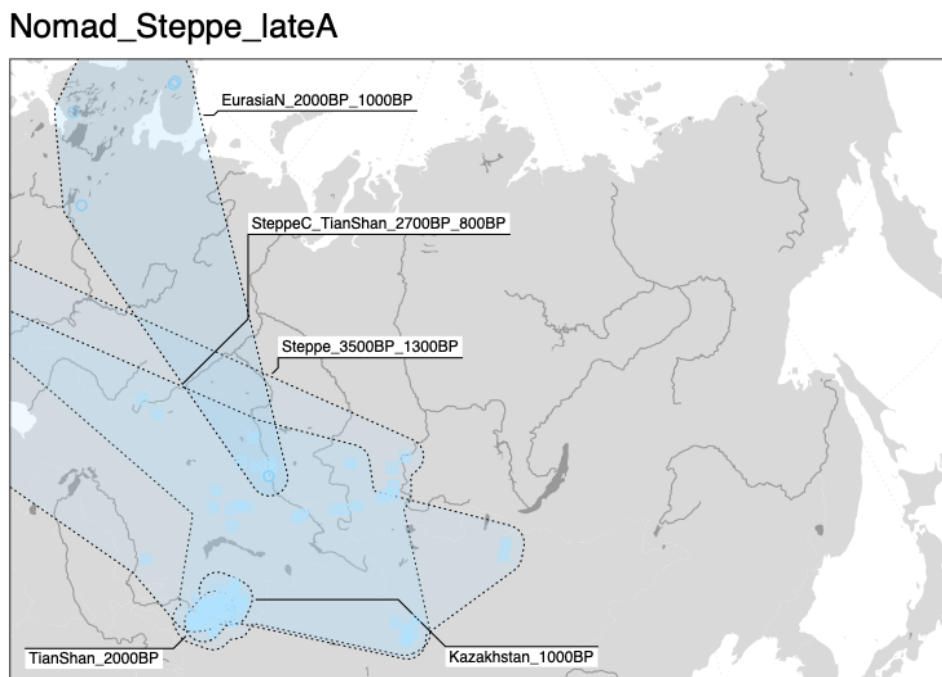 Nomad_Steppe_lateA
EurasiaN_2000BP_1000BP
SteppeC_TianShan_2700BP_800BP
Steppe_3500BP_1300BP
TianShan_2000BP
Kazakhstan_1000BP